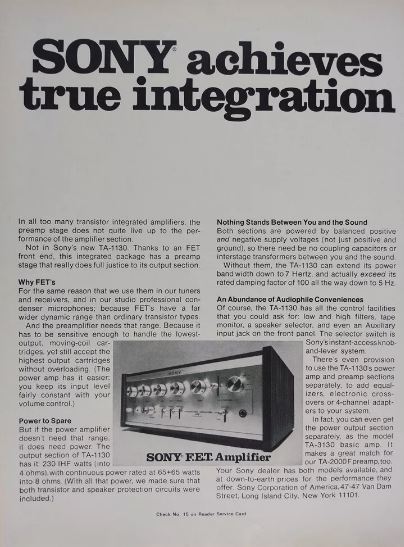 SONY® achieves
true integration
In all too many transistor integrated amplifiers, the
preamp stage does not quite live up to the per-
formance of the amplifier section.
Not in Sony's new TA-1130. Thanks to an FET
front end, this integrated package has a preamp
stage that really does full justice to its output section.
Why FET's
For the same reason that we use them in our tuners
and receivers, and in our studio professional con-
denser microphones; because FET's have a far
wider dynamic range than ordinary transistor types.
And the preamplifier needs that range. Because it
has to be sensitive enough to handle the lowest-
output, moving-coil car-
tridges, yet still accept the
highest output cartridges
without overloading. (The
power amp has it easier:
you keep its input level
fairly constant with your
volume control.)
Power to Spare
But if the power amplifier
doesn't need that range,
it does need power. The
output section of TA-1130
has it: 230 IHF watts (into
4 ohms), with continuous power rated at 65+65 watts
into 8 ohms. (With all that power, we made sure that
both transistor and speaker protection circuits were
included.)
Nothing Stands Between You and the Sound
Both sections are powered by balanced positive
and negative supply voltages (not just positive and
ground), so there need be no coupling capacitors or
interstage transformers between you and the sound.
Without them, the TA-1130 can extend its power
band width down to 7 Hertz, and actually exceed its
rated damping factor of 100 all the way down to 5 Hz.
An Abundance of Audiophile Conveniences
Of course, the TA-1130 has all the control facilities
that you could ask for: low and high filters, tape
monitor, a speaker selector, and even an Auxiliary
input jack on the front panel. The selector switch is
Sony's instant-access knob-
and-lever system.
There's even provision
to use the TA-1130's power
amp and preamp sections
separately, to add equal-
izers, electronic cross-
overs or 4-channel adapt-
ers to your system.
In fact, you can even get
the power output section
separately, as the model
TA-3130 basic amp. It
makes a great match for
our TA-2000F preamp, too.
Your Sony dealer has both models available, and
at down-to-earth prices for the performance they
offer. Sony Corporation of America, 47-47 Van Dam
Street, Long Island City, New York 11101.
SONY F.E.T. Amplifier
Check No. 15 on Reader Service Card